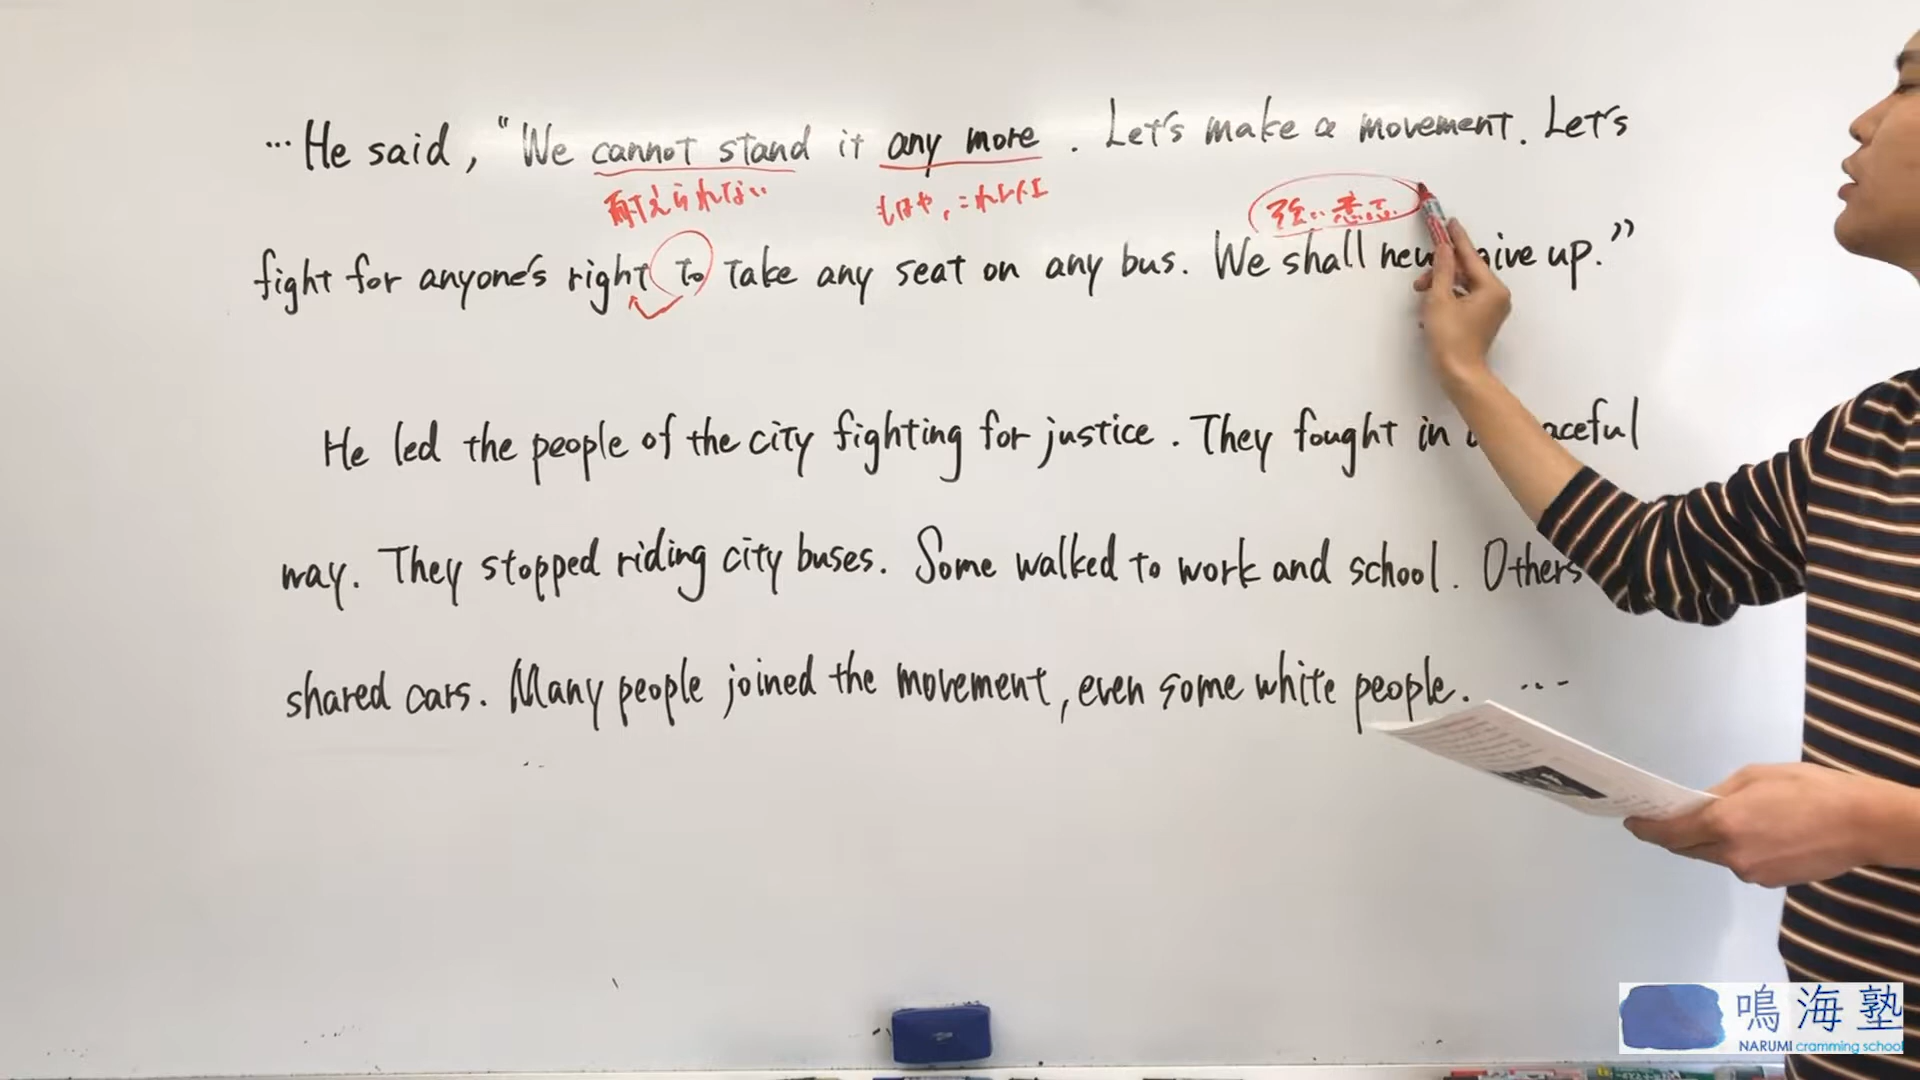 … He said, "We cannot stand it any more. Let's make a movement. Let's
耐えられない もはや, これ以上
強い意志
fight for anyone's right to take any seat on any bus. We shall give up."
He led the people of the city fighting for justice. They fought in
way. They stopped riding city buses. Some walked to work and school. Others
shared cars. Many people joined the movement, even some white people. …
鳴海塾
NARUMI cramming school